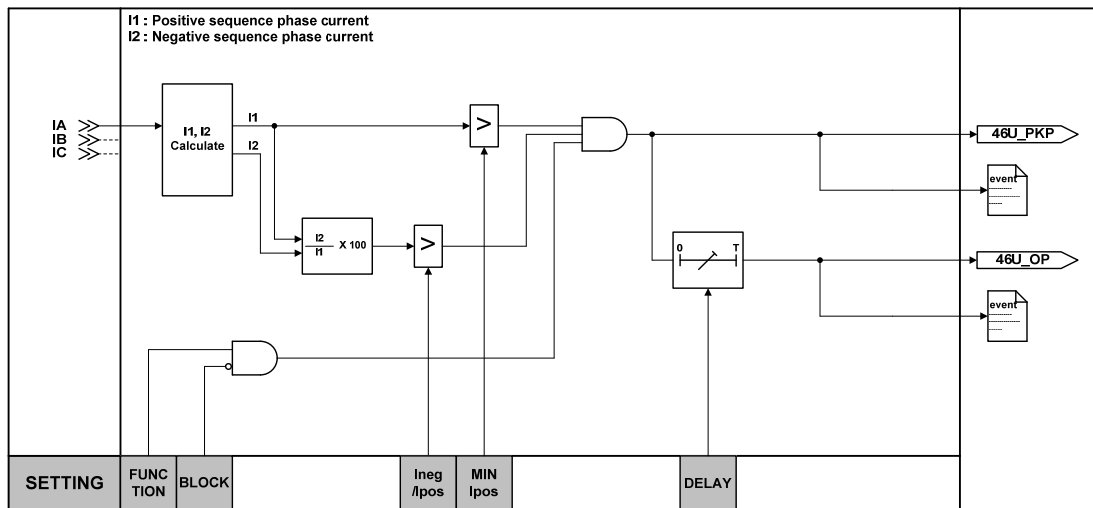 I1 : Positive sequence phase current
I2 : Negative sequence phase current
IA
IB
IC
I1, I2
Calculate
I1
I2
>
I2
I1
X 100
>
0
T
46U_PKP
event
46U_OP
event
SETTING
FUNC
TION
BLOCK
Ineg
/Ipos
MIN
Ipos
DELAY